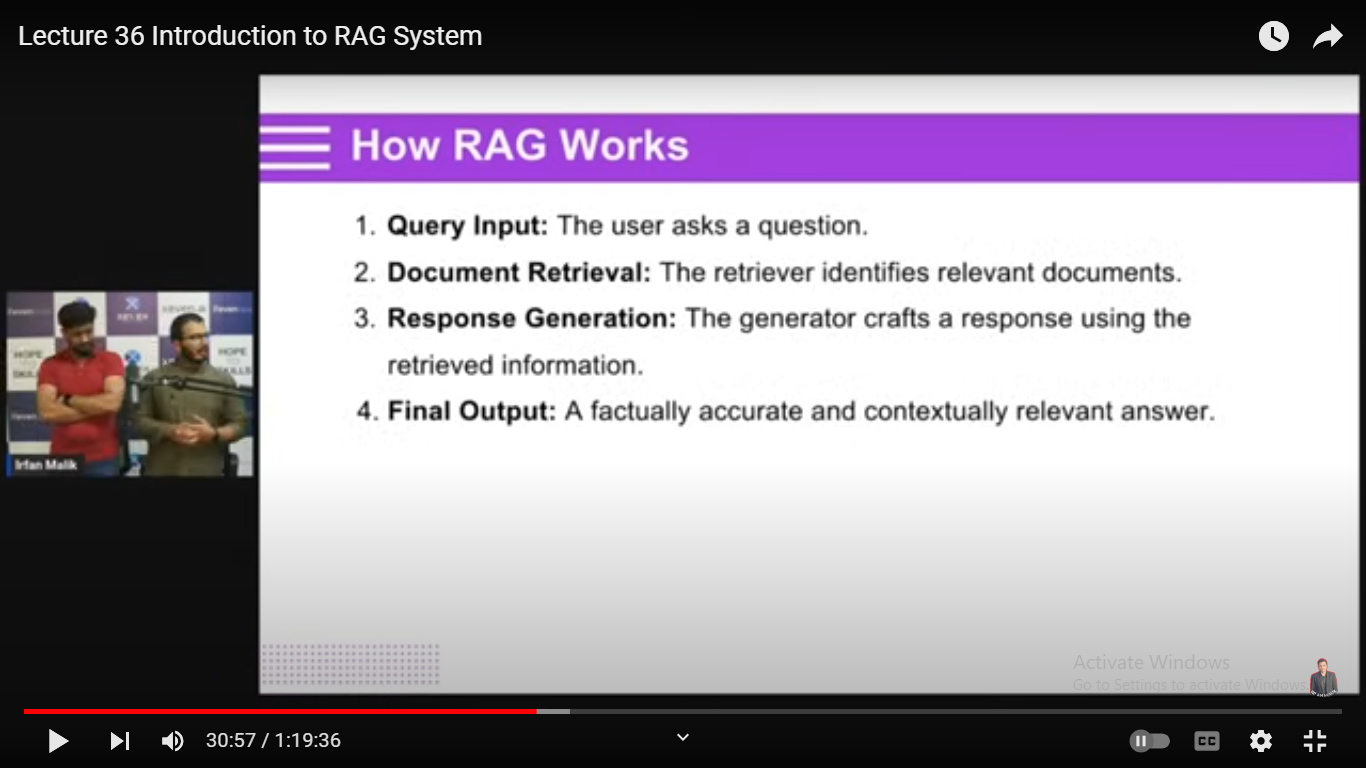 Lecture 36 Introduction to RAG System
How RAG Works
1. Query Input: The user asks a question.
2. Document Retrieval: The retriever identifies relevant documents.
3. Response Generation: The generator crafts a response using the
retrieved information.
4. Final Output: A factually accurate and contextually relevant answer.
HOPE
HOPE
Irfan Malik
Activate Windows
Go to Settings to activate Windows
30:57 / 1:19:36
CC